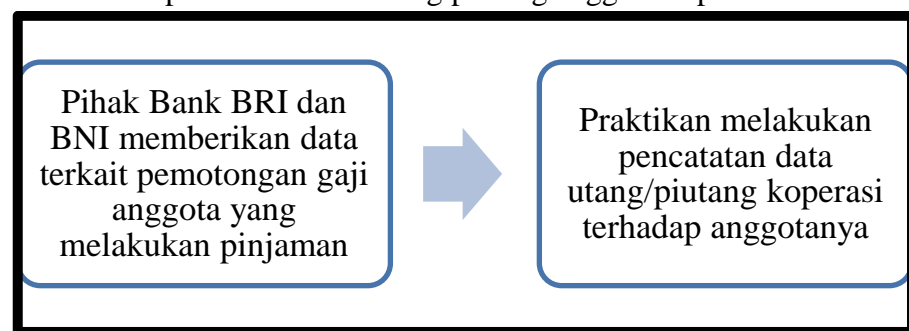 Pihak Bank BRI dan
BNI memberikan data
terkait pemotongan gaji
anggota yang
melakukan pinjaman
Praktikan melakukan
pencatatan data
utang/piutang koperasi
terhadap anggotanya